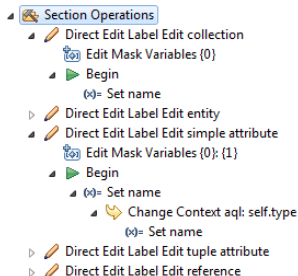 Section Operations
Direct Edit Label Edit collection
Edit Mask Variables {0}
Begin
(x)= Set name
Direct Edit Label Edit entity
Direct Edit Label Edit simple attribute
Edit Mask Variables {0}: {1}
Begin
(x)= Set name
Change Context aql: self.type
(x)= Set name
Direct Edit Label Edit tuple attribute
Direct Edit Label Edit reference